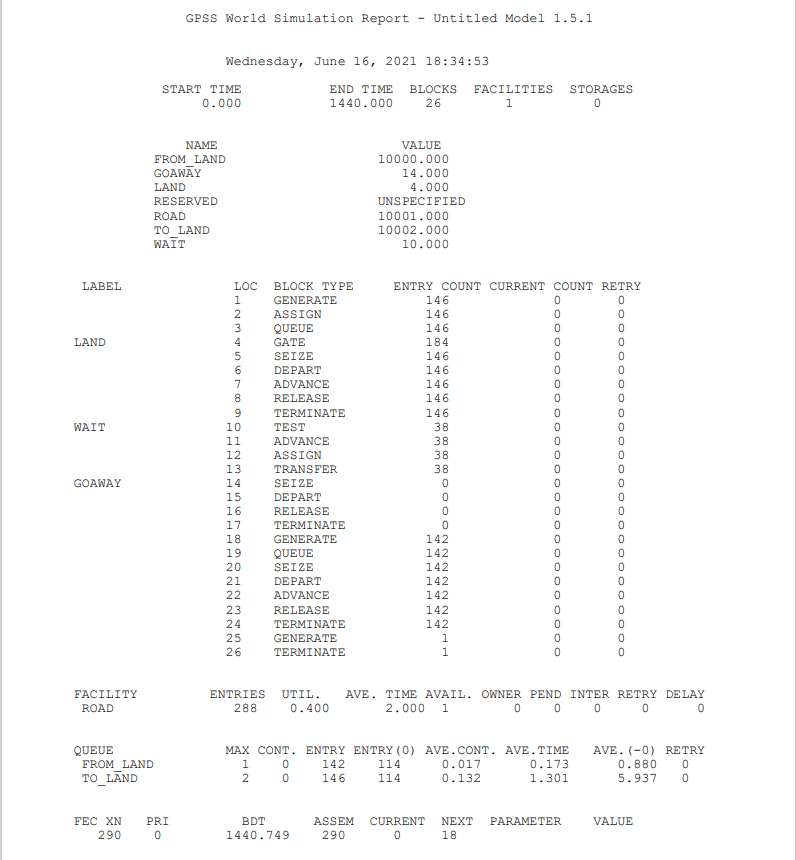 GPSS World Simulation Report - Untitled Model 1.5.1
Wednesday, June 16, 2021 18:34:53
START TIME END TIME BLOCKS FACILITIES STORAGES
0.000 1440.000 26 1 0
NAME VALUE
FROM_LAND 10000.000
GOAWAY 14.000
LAND 4.000
RESERVED UNSPECIFIED
ROAD 10001.000
TO_LAND 10002.000
WAIT 10.000
LABEL LOC BLOCK TYPE ENTRY COUNT CURRENT COUNT RETRY
1 GENERATE 146 0 0
2 ASSIGN 146 0 0
3 QUEUE 146 0 0
LAND 4 GATE 184 0 0
5 SEIZE 146 0 0
6 DEPART 146 0 0
7 ADVANCE 146 0 0
8 RELEASE 146 0 0
9 TERMINATE 146 0 0
WAIT 10 TEST 38 0 0
11 ADVANCE 38 0 0
12 ASSIGN 38 0 0
13 TRANSFER 38 0 0
GOAWAY 14 SEIZE 0 0 0
15 DEPART 0 0 0
16 RELEASE 0 0 0
17 TERMINATE 0 0 0
18 GENERATE 142 0 0
19 QUEUE 142 0 0
20 SEIZE 142 0 0
21 DEPART 142 0 0
22 ADVANCE 142 0 0
23 RELEASE 142 0 0
24 TERMINATE 142 0 0
25 GENERATE 1 0 0
26 TERMINATE 1 0 0
FACILITY ENTRIES UTIL. AVE. TIME AVAIL. OWNER PEND INTER RETRY DELAY
ROAD 288 0.400 2.000 1 0 0 0 0 0
QUEUE MAX CONT. ENTRY ENTRY(0) AVE.CONT. AVE.TIME AVE.(-0) RETRY
FROM_LAND 1 0 142 114 0.017 0.173 0.880 0
TO_LAND 2 0 146 114 0.132 1.301 5.937 0
FEC XN PRI BDT ASSEM CURRENT NEXT PARAMETER VALUE
290 0 1440.749 290 0 18